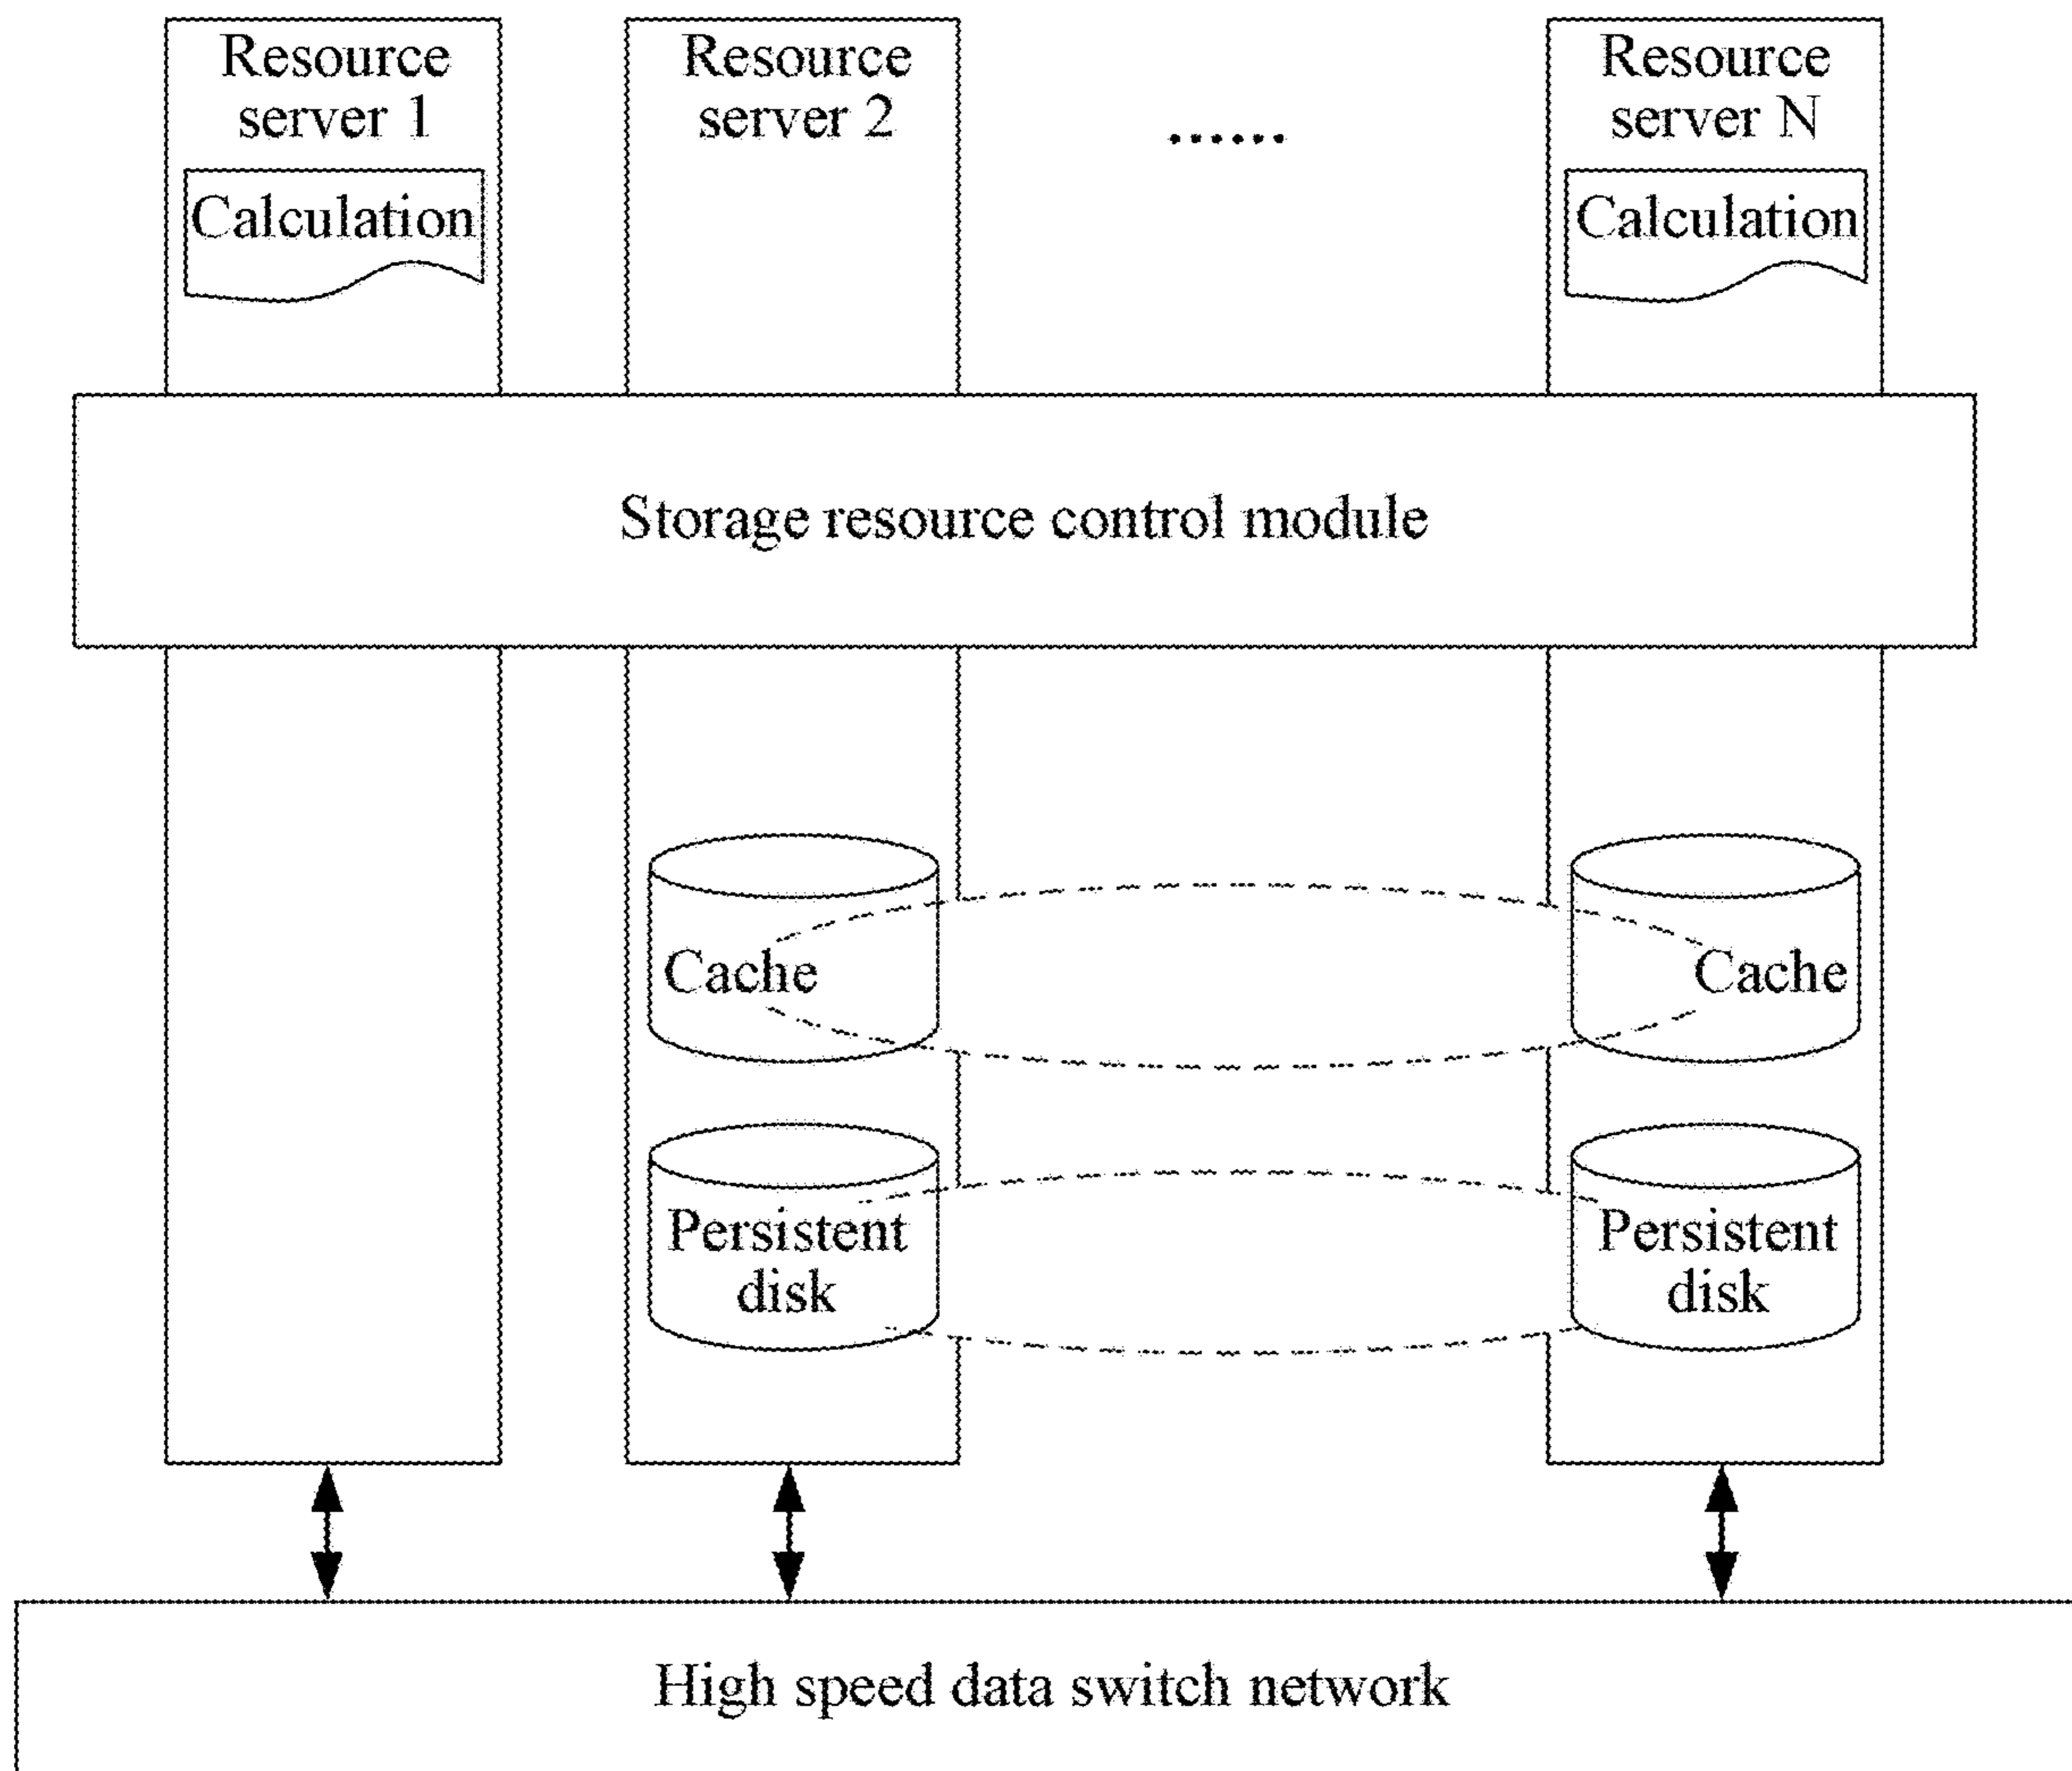 Resource
server 1
Resource
server 2
......
Resource
server N
Calculation
Calculation
Storage resource control module
Cache
Cache
Persistent
disk
Persistent
disk
High speed data switch network